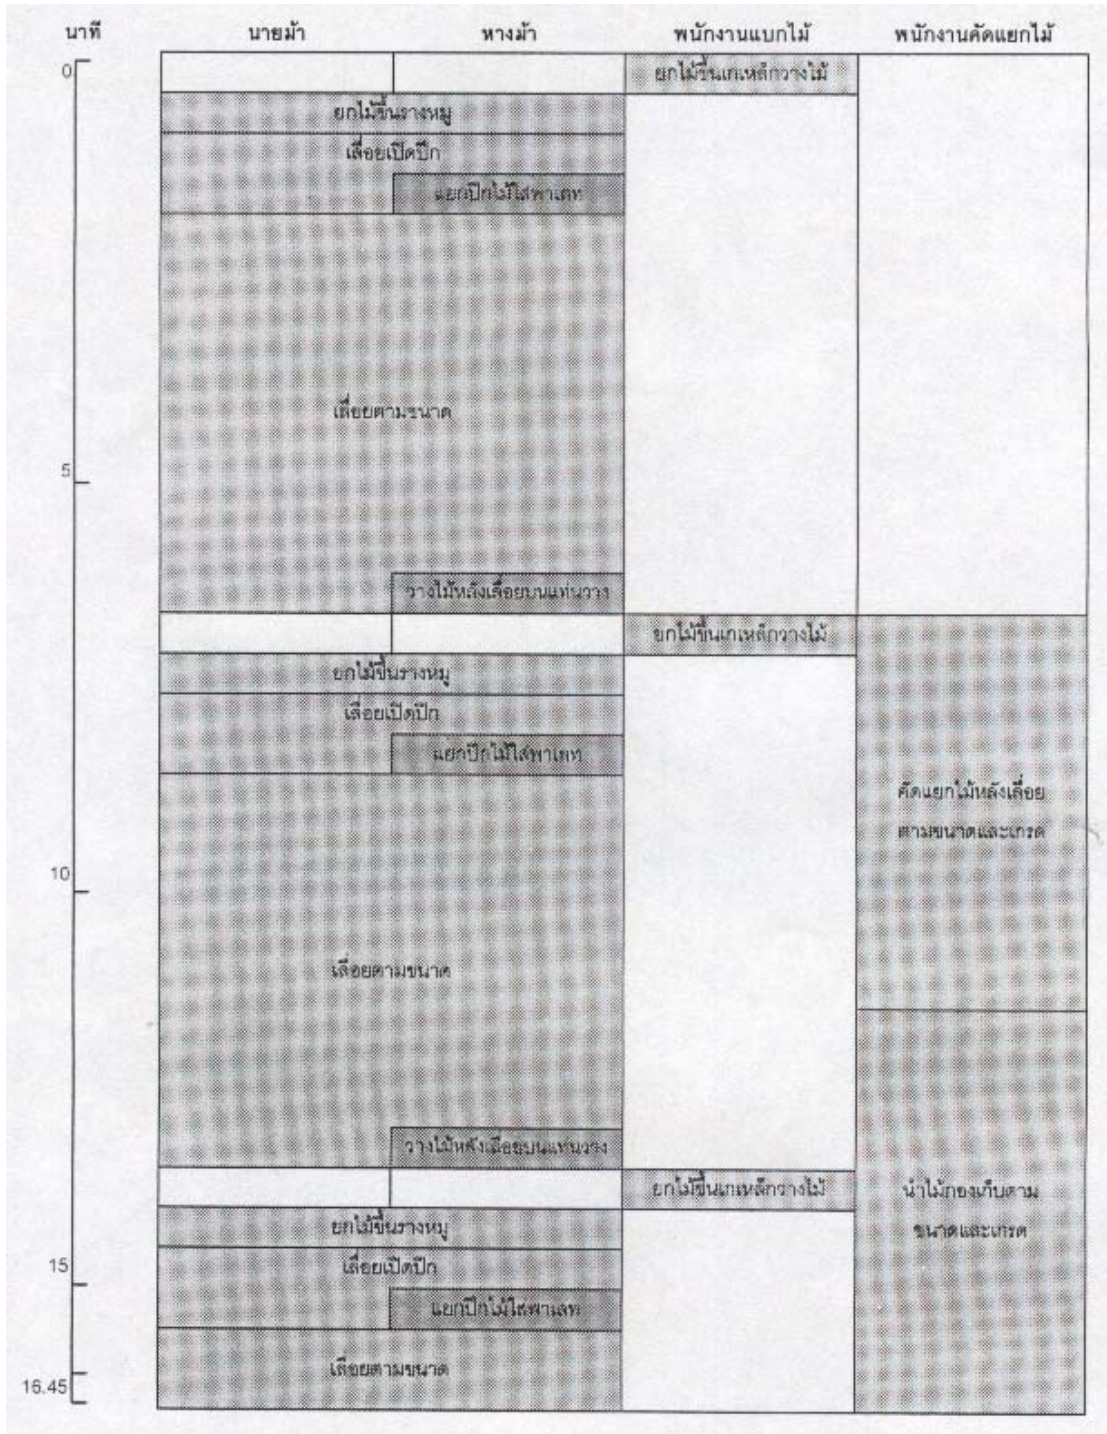 นาที นายม้า หางม้า พนักงานแบกไม้ พนักงานคัดแยกไม้
0 ยกไม้ขึ้นเกเหล็กวางไม้
ยกไม้ขึ้นรางหมู
เลื่อยเปิดปีก
แยกปีกไม้ใส่พาเลท
เลื่อยตามขนาด
5
วางไม้หลังเลื่อยบนแท่นวาง
ยกไม้ขึ้นเกเหล็กวางไม้
ยกไม้ขึ้นรางหมู
เลื่อยเปิดปีก
แยกปีกไม้ใส่พาเลท
คัดแยกไม้หลังเลื่อย
ตามขนาดและเกรด
10
เลื่อยตามขนาด
วางไม้หลังเลื่อยบนแท่นวาง
ยกไม้ขึ้นเกเหล็กวางไม้
นำไม้กองเก็บตาม
ขนาดและเกรด
ยกไม้ขึ้นรางหมู
15 เลื่อยเปิดปีก
แยกปีกไม้ใส่พาเลท
เลื่อยตามขนาด
16.45